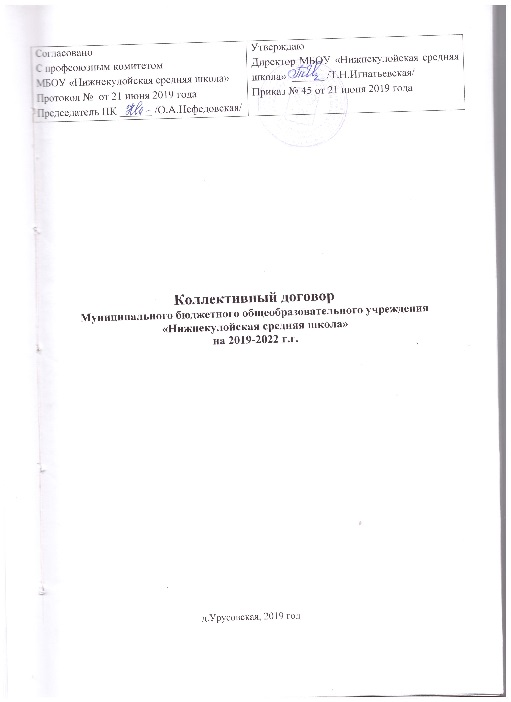 Согласовано
С профсоюзным комитетом
МБОУ «Нижнекулойская средняя школа»
Протокол № от 21 июня 2019 года
Председатель ПК /О.А.Нефедовская/
Утверждаю
Директор МБОУ «Нижнекулойская средняя
школа» /Т.Н.Игнатьевская/
Приказ № 45 от 21 июня 2019 года
Коллективный договор
Муниципального бюджетного общеобразовательного учреждения
«Нижнекулойская средняя школа»
на 2019-2022 г.г.
д.Урусовская, 2019 год